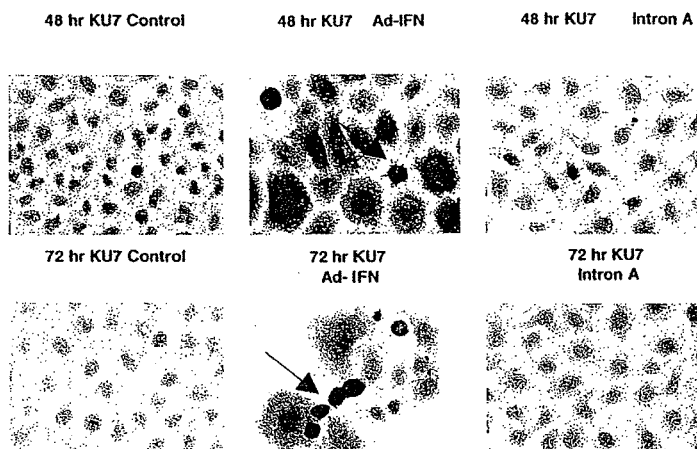 48 hr KU7 Control
48 hr KU7 Ad-IFN
48 hr KU7 Intron A
72 hr KU7 Control
72 hr KU7
Ad- IFN
72 hr KU7
Intron A